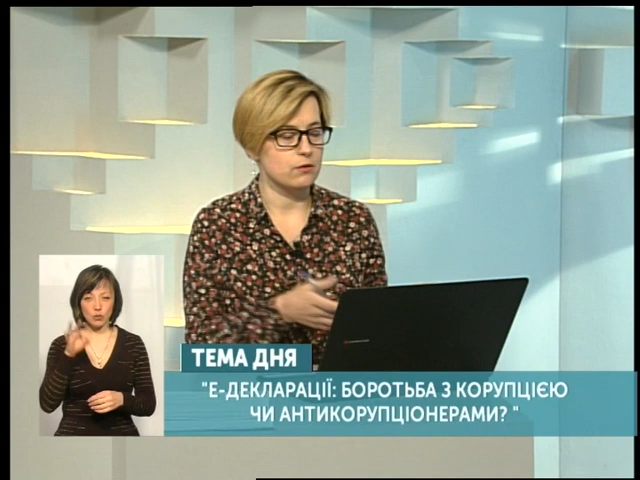 ТЕМА ДНЯ
"Е-ДЕКЛАРАЦІЇ: БОРОТЬБА З КОРУПЦІЄЮ
ЧИ АНТИКОРУПЦІОНЕРАМИ? "